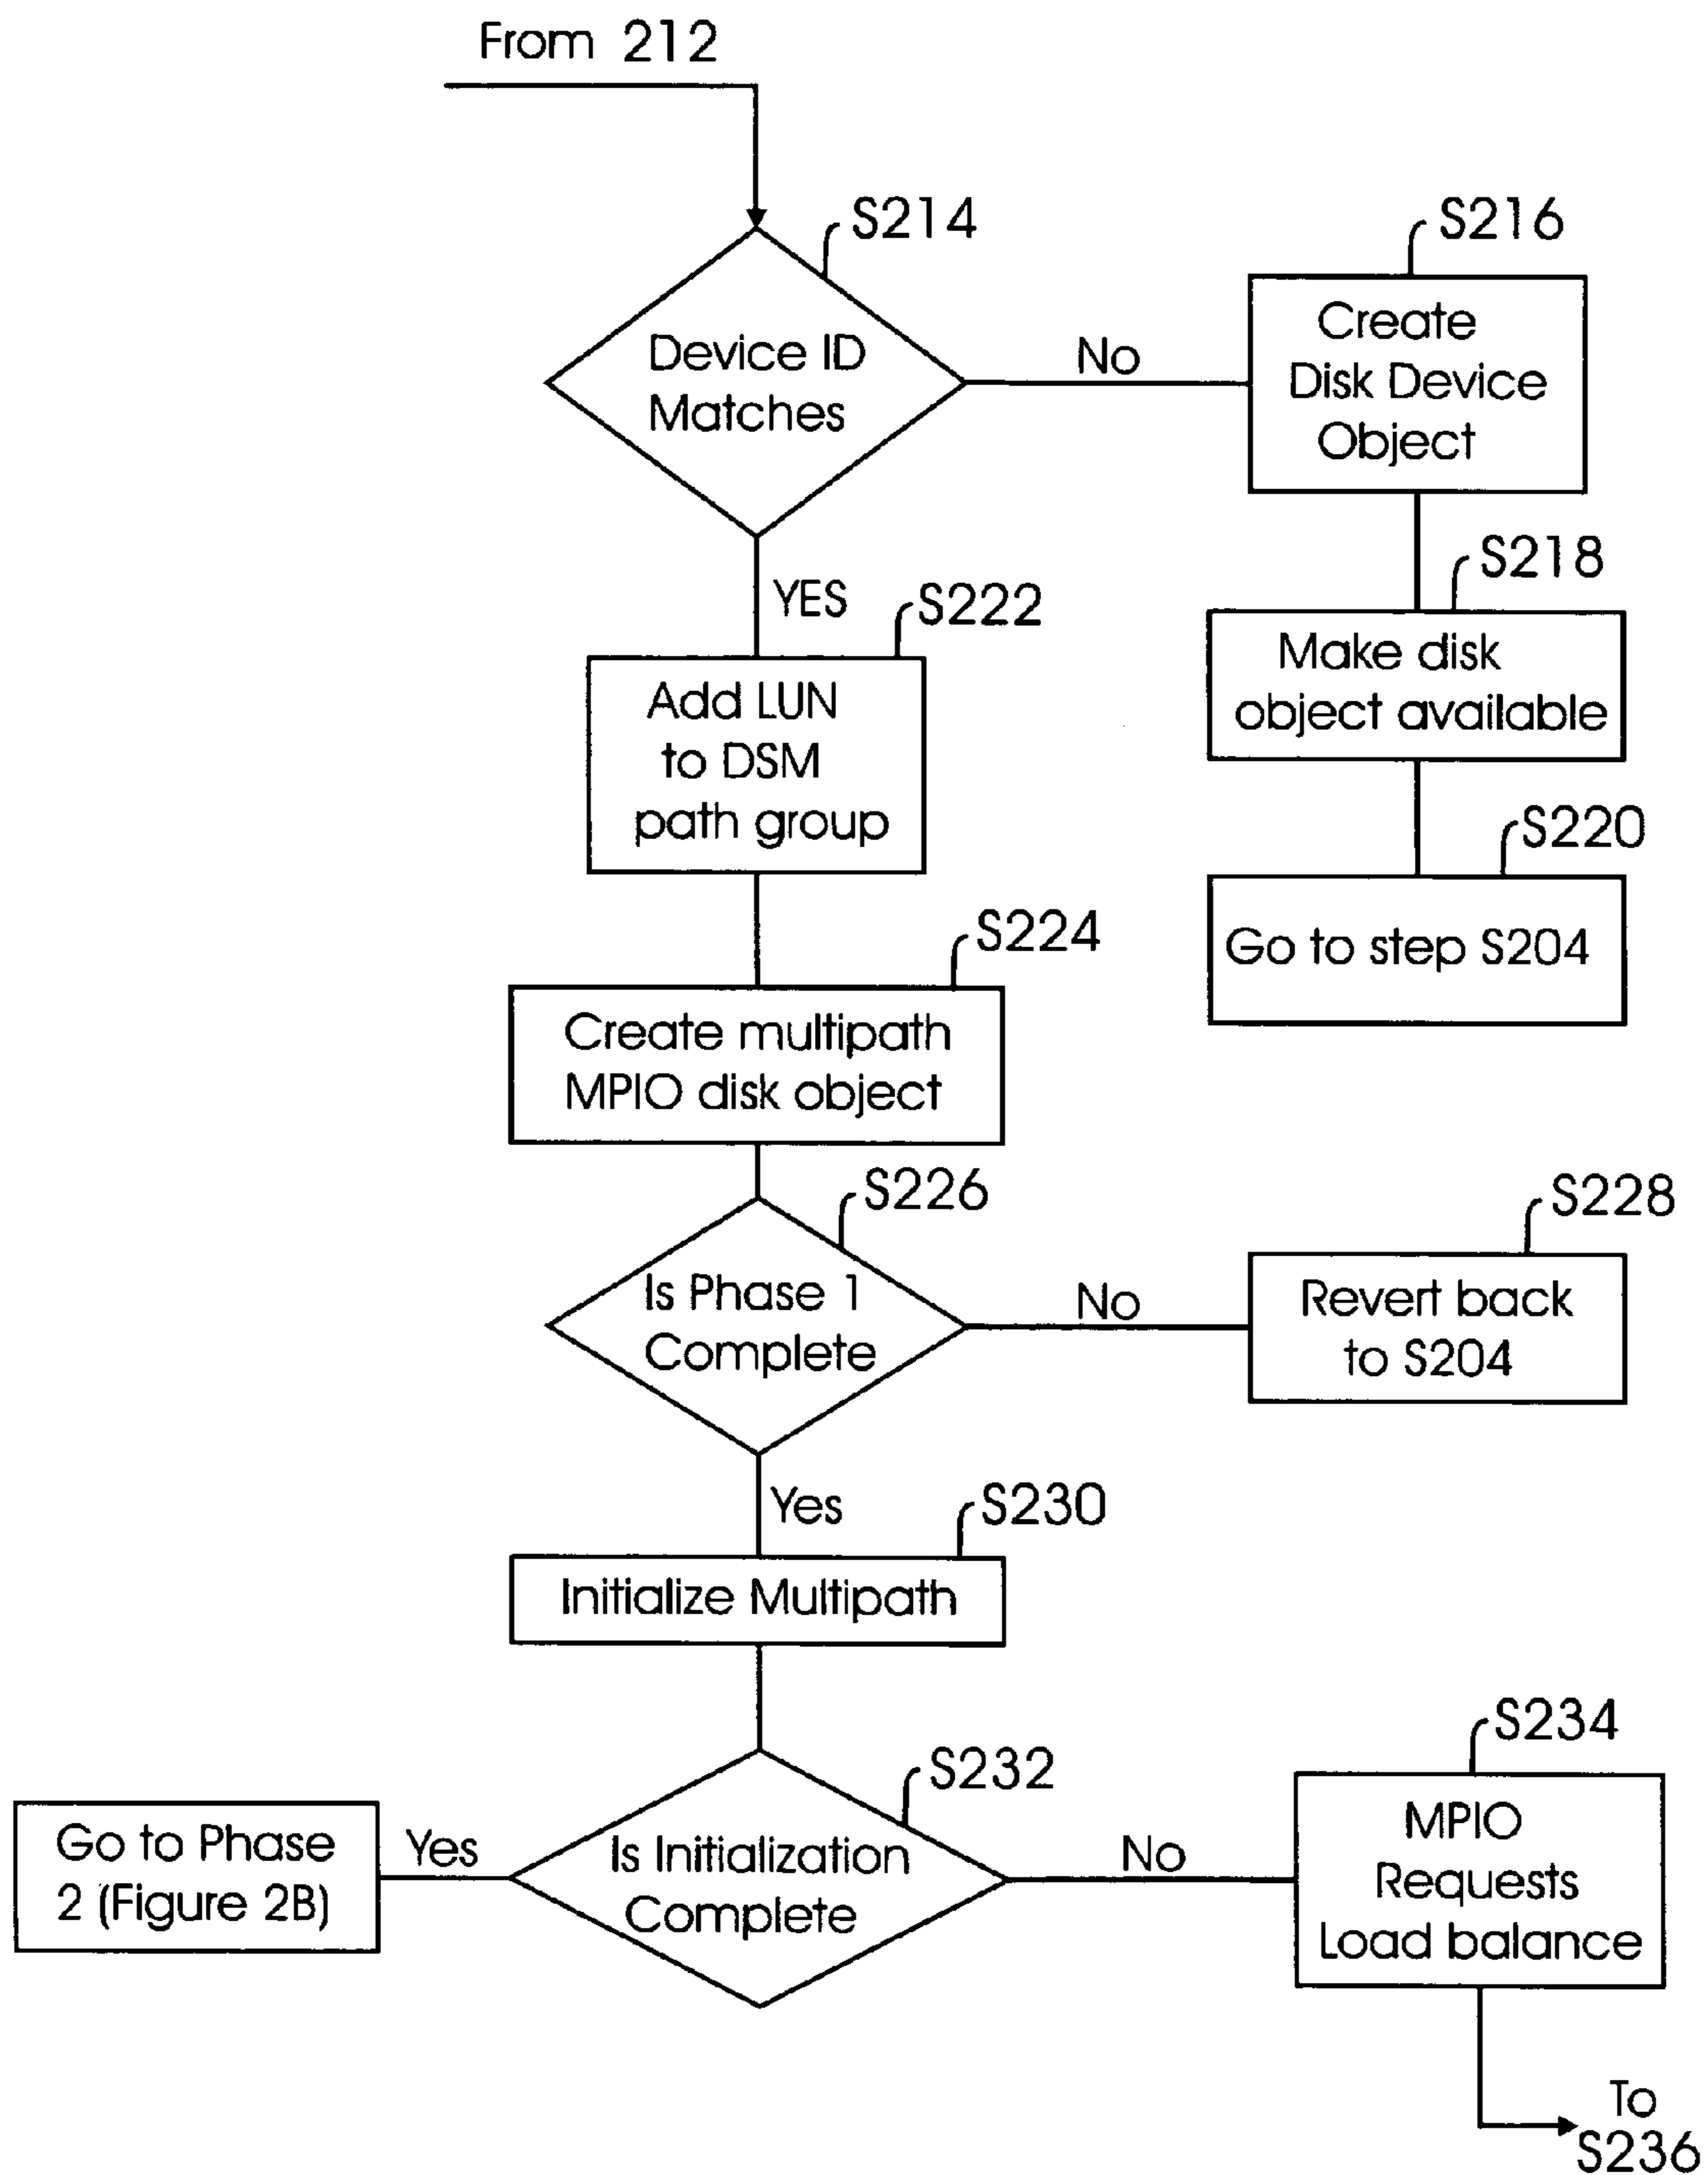 From 212
S214
S216
Device ID
Matches
No
Create
Disk Device
Object
S218
YES
S222
Make disk
object available
Add LUN
to DSM
path group
S220
Go to step S204
S224
Create multipath
MPIO disk object
S226
S228
Is Phase 1
Complete
No
Revert back
to S204
Yes
S230
Initialize Multipath
S232
S234
Go to Phase
2 (Figure 2B)
Yes
Is Initialization
Complete
No
MPIO
Requests
Load balance
To
S236